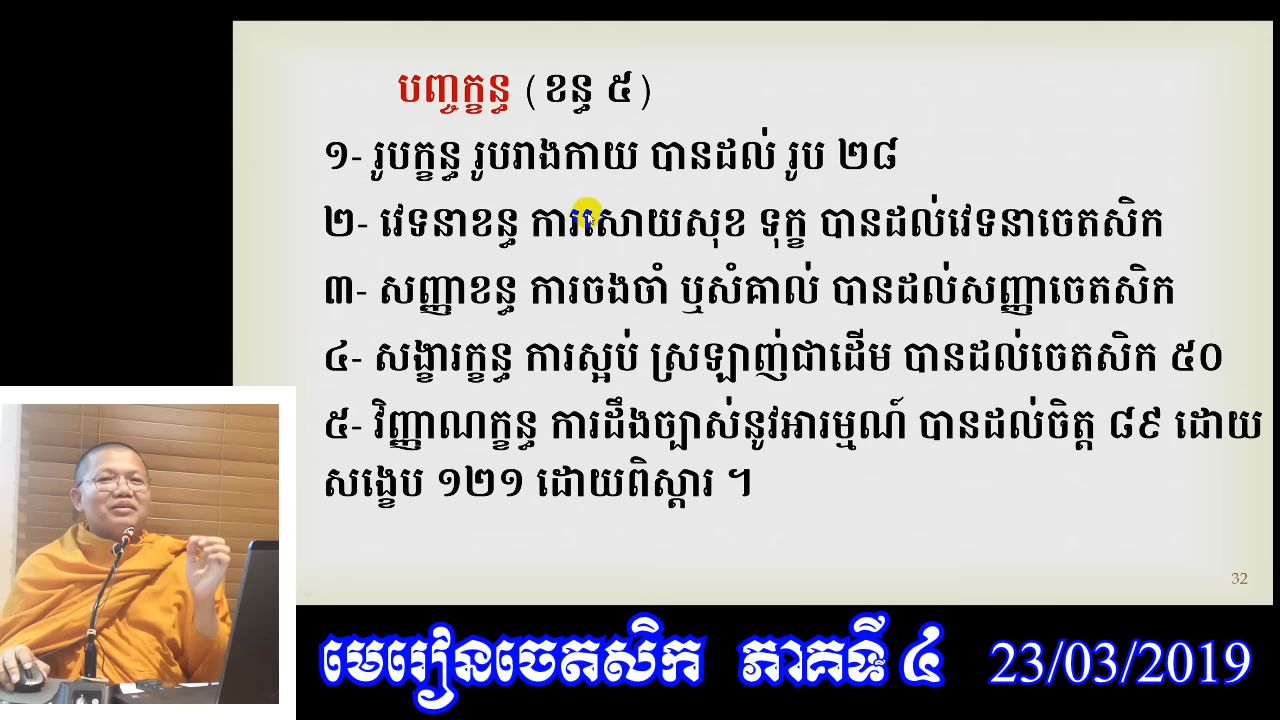 បញ្ចក្ខន្ធ (ខន្ធ ៥)
១- រូបក្ខន្ធ រូបរាងកាយ បានដល់ រូប ២៨
២- វេទនាខន្ធ ការសោយសុខ ទុក្ខ បានដល់វេទនាចេតសិក
៣- សញ្ញាខន្ធ ការចងចាំ ឬសំគាល់ បានដល់សញ្ញាចេតសិក
៤- សង្ខារក្ខន្ធ ការស្អប់ ស្រឡាញ់ជាដើម បានដល់ចេតសិក ៥០
៥- វិញ្ញាណក្ខន្ធ ការដឹងច្បាស់នូវអារម្មណ៍ បានដល់ចិត្ត ៨៩ ដោយ
សង្ខេប ១២១ ដោយពិស្តារ ។
32
មេរៀនចេតសិក ភាគទី ៤ 23/03/2019